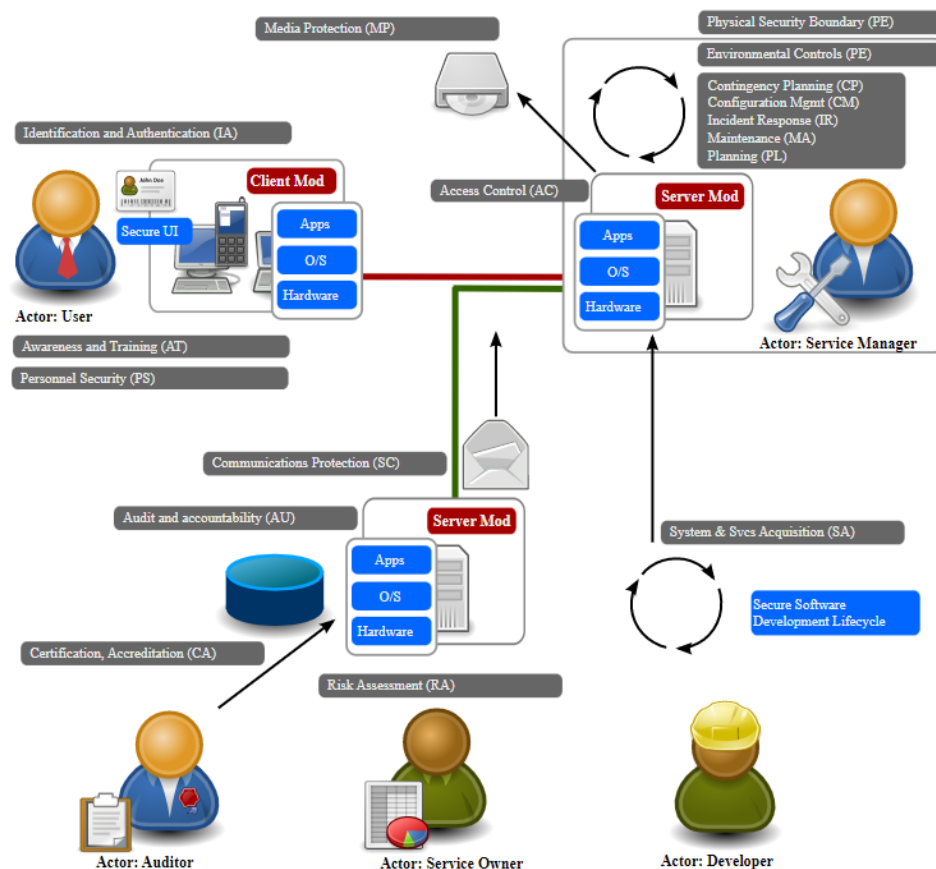 Media Protection (MP)
Physical Security Boundary (PE)
Environmental Controls (PE)
Contingency Planning (CP)
Configuration Mgmt (CM)
Incident Response (IR)
Maintenance (MA)
Planning (PL)
Identification and Authentication (IA)
John Doe
Client Mod
Secure UI
Apps
O/S
Hardware
Actor: User
Access Control (AC)
Server Mod
Apps
O/S
Hardware
Actor: Service Manager
Awareness and Training (AT)
Personnel Security (PS)
Communications Protection (SC)
Audit and accountability (AU)
Server Mod
Apps
O/S
Hardware
System & Svcs Acquisition (SA)
Secure Software
Development Lifecycle
Certification, Accreditation (CA)
Risk Assessment (RA)
Actor: Auditor
Actor: Service Owner
Actor: Developer